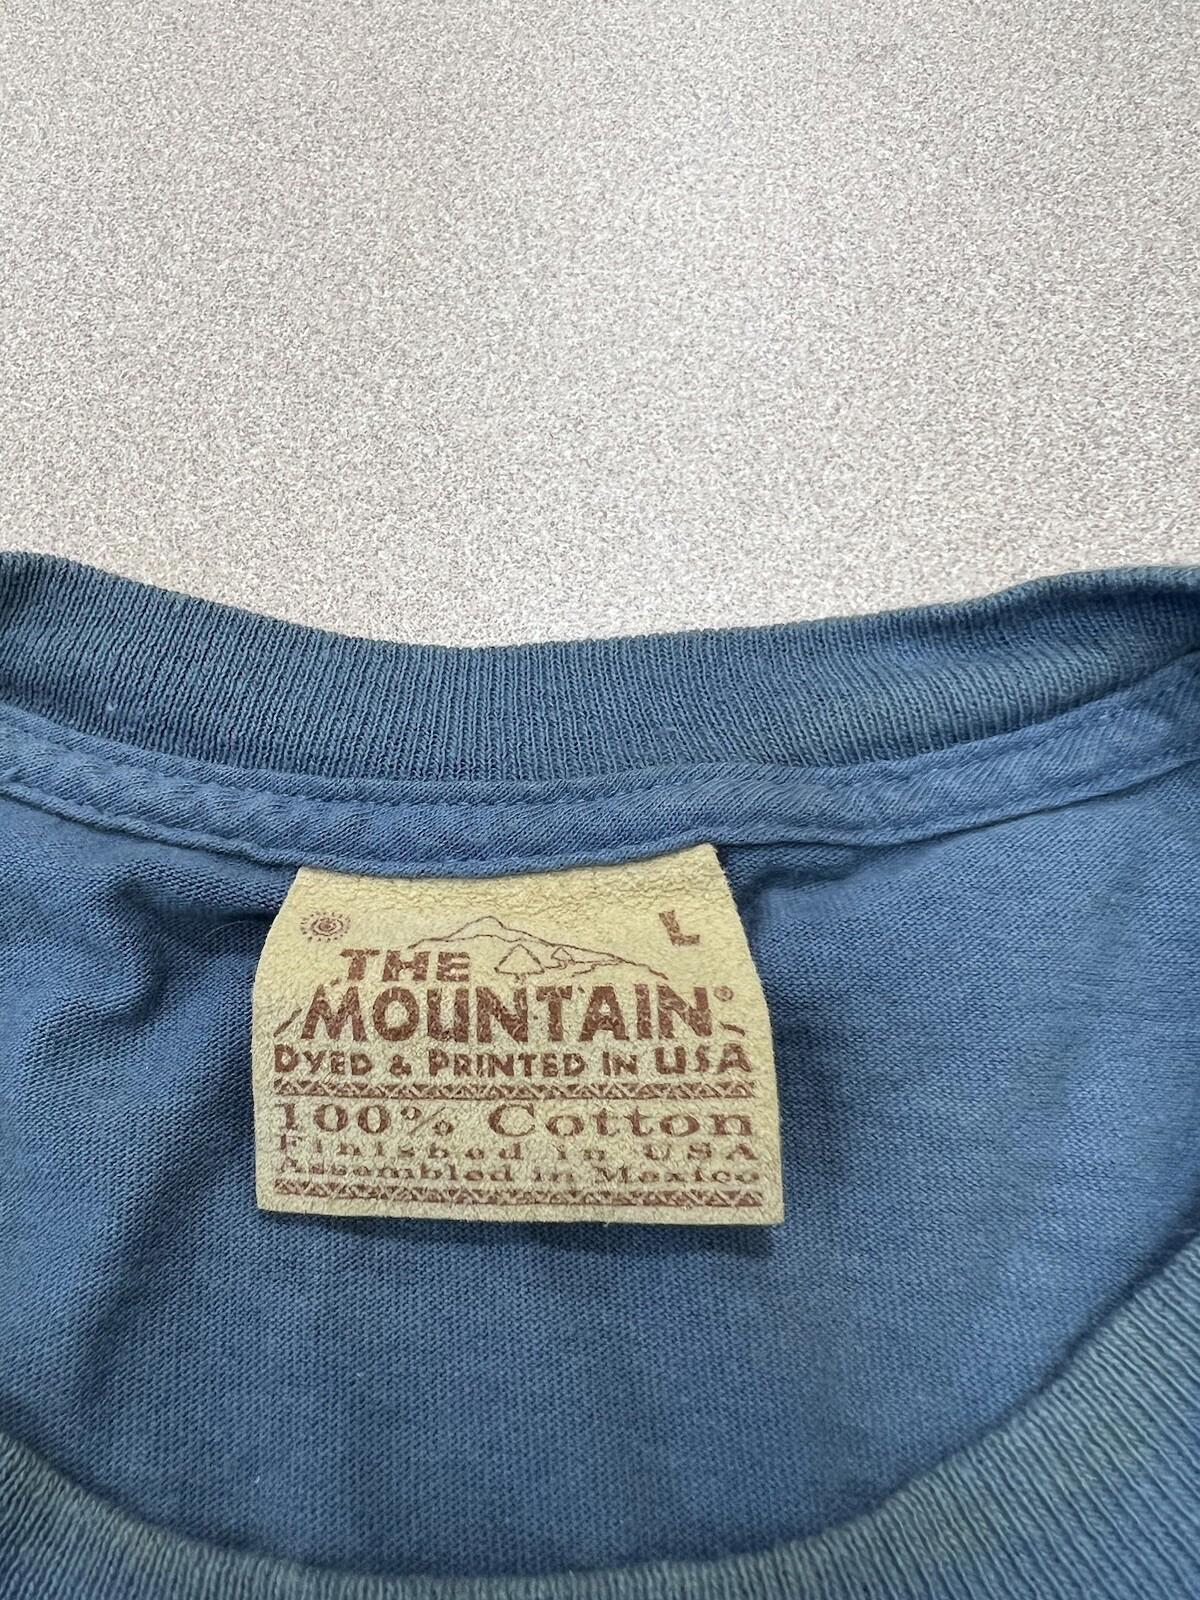 L
THE
MOUNTAIN®
DYED & PRINTED IN USA
100% Cotton
Finished in USA
Assembled in Mexico